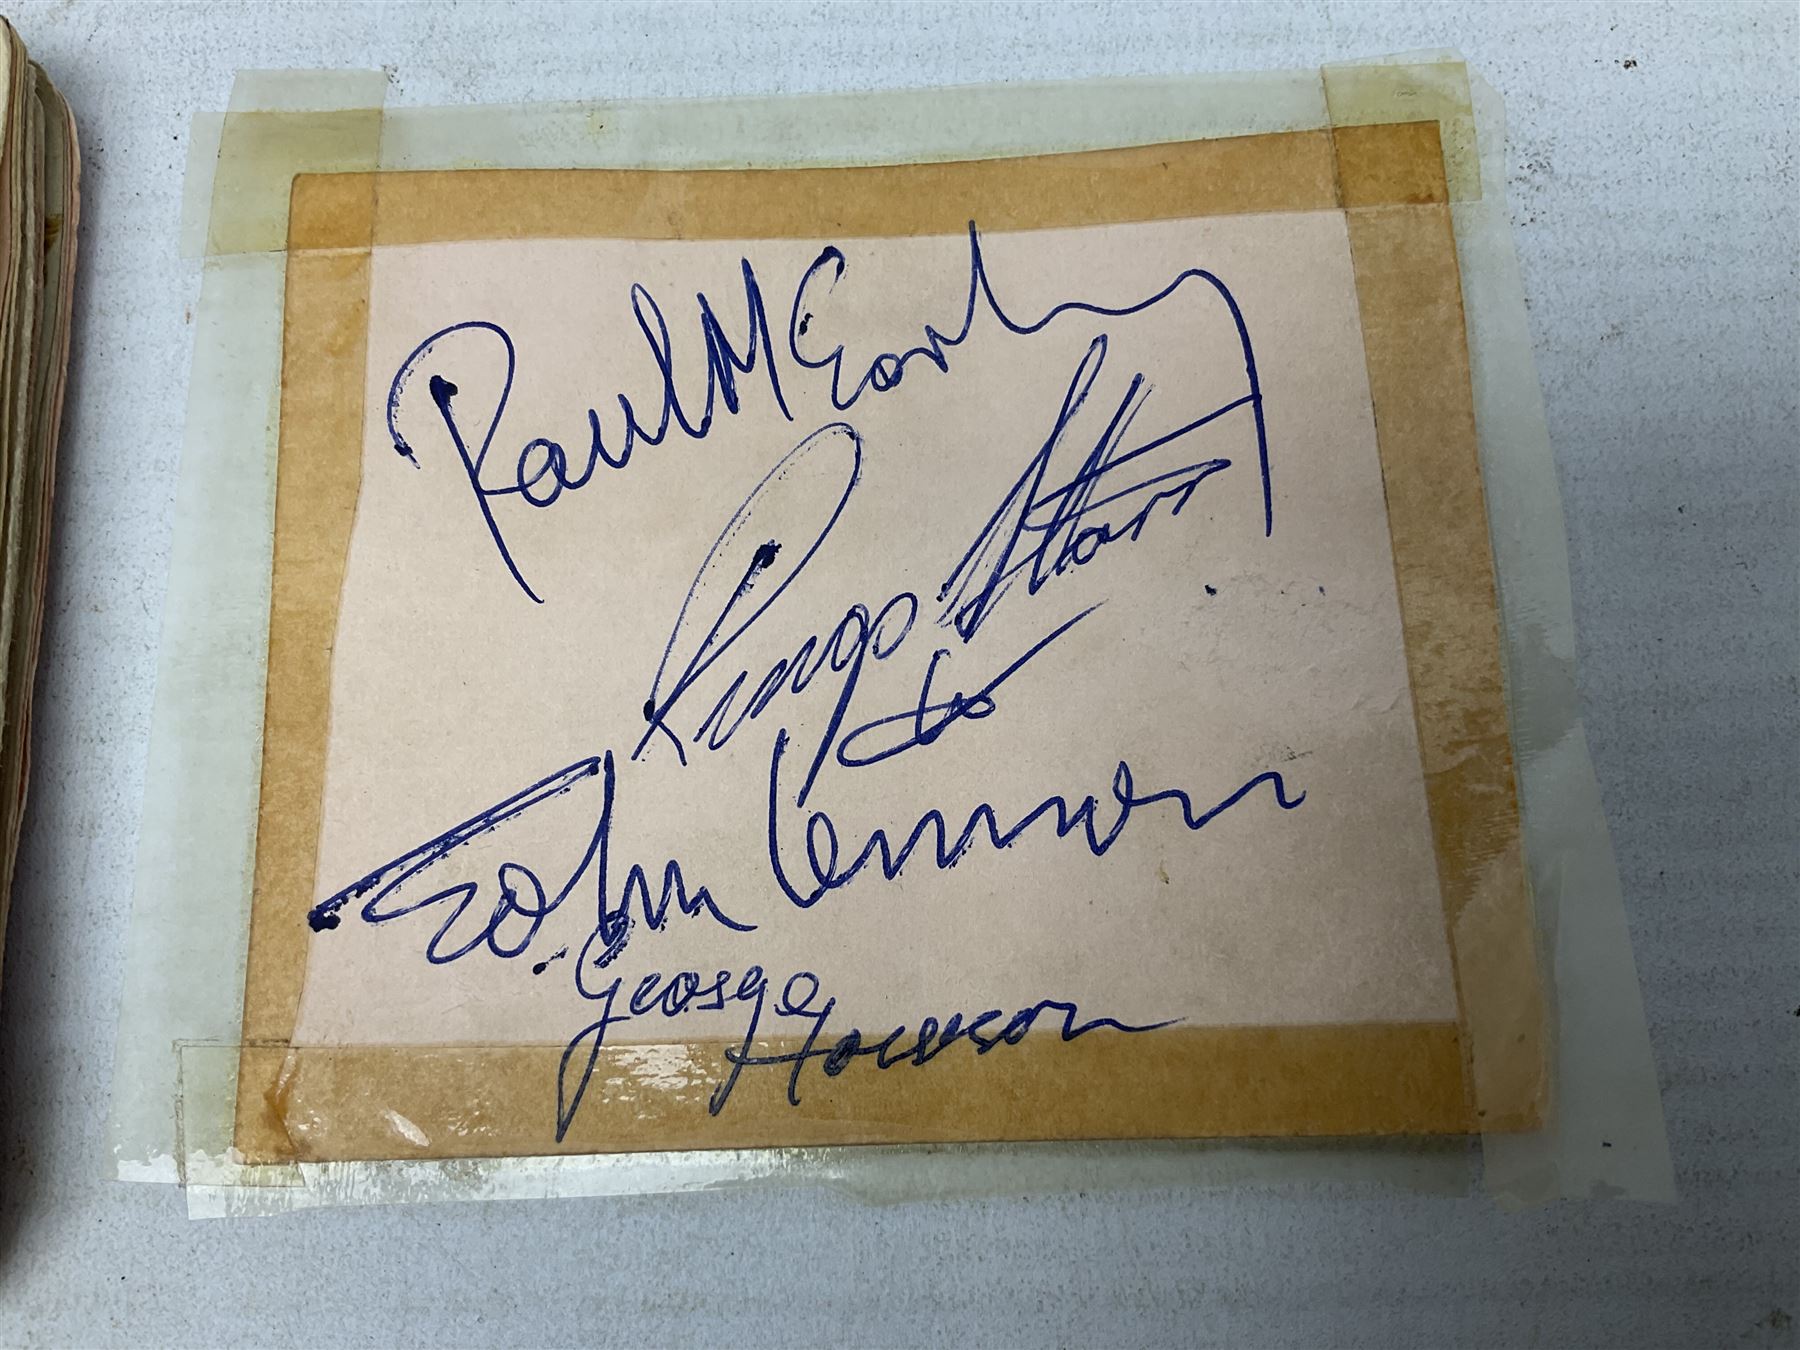 Paul McCartney
Ringo Starr
John Lennon
George Harrison